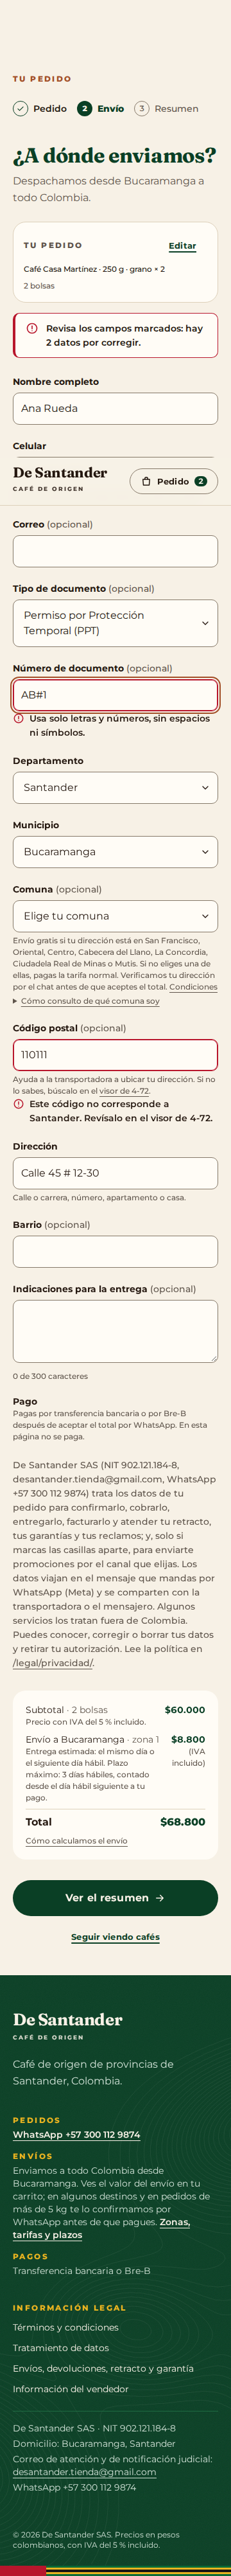 TU PEDIDO
Pedido 2 Envío 3 Resumen
¿A dónde enviamos?
Despachamos desde Bucaramanga a
todo Colombia.
TU PEDIDO Editar
Café Casa Martínez · 250 g · grano × 2
2 bolsas
Revisa los campos marcados: hay
2 datos por corregir.
Nombre completo
Ana Rueda
Celular
De Santander
CAFÉ DE ORIGEN
Pedido 2
Correo (opcional)
Tipo de documento (opcional)
Permiso por Protección
Temporal (PPT)
Número de documento (opcional)
AB#1
Usa solo letras y números, sin espacios
ni símbolos.
Departamento
Santander
Municipio
Bucaramanga
Comuna (opcional)
Elige tu comuna
Envío gratis si tu dirección está en San Francisco,
Oriental, Centro, Cabecera del Llano, La Concordia,
Ciudadela Real de Minas o Mutis. Si no eliges una de
ellas, pagas la tarifa normal. Verificamos tu dirección
por el chat antes de que aceptes el total. Condiciones
Cómo consulto de qué comuna soy
Código postal (opcional)
110111
Ayuda a la transportadora a ubicar tu dirección. Si no
lo sabes, búscalo en el visor de 4-72.
Este código no corresponde a
Santander. Revísalo en el visor de 4-72.
Dirección
Calle 45 # 12-30
Calle o carrera, número, apartamento o casa.
Barrio (opcional)
Indicaciones para la entrega (opcional)
0 de 300 caracteres
Pago
Pagas por transferencia bancaria o por Bre-B
después de aceptar el total por WhatsApp. En esta
página no se paga.
De Santander SAS (NIT 902.121.184-8,
desantander.tienda@gmail.com, WhatsApp
+57 300 112 9874) trata los datos de tu
pedido para confirmarlo, cobrarlo,
entregarlo, facturarlo y atender tu retracto,
tus garantías y tus reclamos; y, solo si
marcas las casillas aparte, para enviarte
promociones por el canal que elijas. Los
datos viajan en el mensaje que mandas por
WhatsApp (Meta) y se comparten con la
transportadora o el mensajero. Algunos
servicios los tratan fuera de Colombia.
Puedes conocer, corregir o borrar tus datos
y retirar tu autorización. Lee la política en
/legal/privacidad/.
Subtotal · 2 bolsas $60.000
Precio con IVA del 5 % incluido.
Envío a Bucaramanga · zona 1 $8.800
Entrega estimada: el mismo día o (IVA
el siguiente día hábil. Plazo incluido)
máximo: 3 días hábiles, contado
desde el día hábil siguiente a tu
pago.
Total $68.800
Cómo calculamos el envío
Ver el resumen →
Seguir viendo cafés
De Santander
CAFÉ DE ORIGEN
Café de origen de provincias de
Santander, Colombia.
PEDIDOS
WhatsApp +57 300 112 9874
ENVÍOS
Enviamos a todo Colombia desde
Bucaramanga. Ves el valor del envío en tu
carrito; en algunos destinos y en pedidos de
más de 5 kg te lo confirmamos por
WhatsApp antes de que pagues. Zonas,
tarifas y plazos
PAGOS
Transferencia bancaria o Bre-B
INFORMACIÓN LEGAL
Términos y condiciones
Tratamiento de datos
Envíos, devoluciones, retracto y garantía
Información del vendedor
De Santander SAS · NIT 902.121.184-8
Domicilio: Bucaramanga, Santander
Correo de atención y de notificación judicial:
desantander.tienda@gmail.com
WhatsApp +57 300 112 9874
© 2026 De Santander SAS. Precios en pesos
colombianos, con IVA del 5 % incluido.